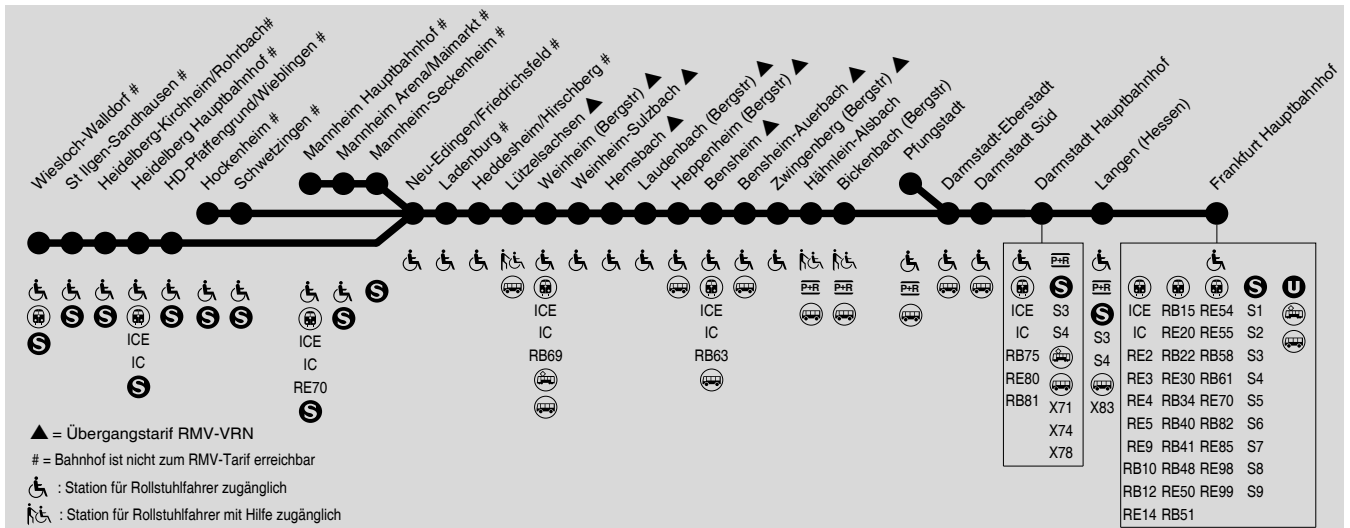 Wiesloch-Walldorf #
St Ilgen-Sandhausen #
Heidelberg-Kirchheim/Rohrbach#
Heidelberg Hauptbahnhof #
HD-Pfaffengrund/Wieblingen #
Hockenheim #
Schwetzingen #
Mannheim Hauptbahnhof #
Mannheim Arena/Maimarkt #
Mannheim-Seckenheim #
Neu-Edingen/Friedrichsfeld #
Ladenburg #
Heddesheim/Hirschberg #
Lützelsachsen ▲
Weinheim (Bergstr) ▲
Weinheim-Sulzbach ▲
Hemsbach ▲
Laudenbach (Bergstr) ▲
Heppenheim (Bergstr) ▲
Bensheim ▲
Bensheim-Auerbach ▲
Zwingenberg (Bergstr) ▲
Hähnlein-Alsbach
Bickenbach (Bergstr)
Pfungstadt
Darmstadt-Eberstadt
Darmstadt Süd
Darmstadt Hauptbahnhof
Langen (Hessen)
Frankfurt Hauptbahnhof
S
S
S
ICE
IC
S
S
S
S
ICE
IC
RE70
S
S
S
ICE
IC
RB69
ICE
IC
RB63
P+R
P+R
P+R
ICE
IC
RB75
RE80
RB81
P+R
S
S3
S4
X71
X74
X78
P+R
S
S3
S4
X83
S U
ICE RB15 RE54 S1
IC RE20 RE55 S2
RE2 RB22 RB58 S3
RE3 RE30 RB61 S4
RE4 RB34 RE70 S5
RE5 RB40 RB82 S6
RE9 RB41 RE85 S7
RB10 RB48 RE98 S8
RB12 RE50 RE99 S9
RE14 RB51
▲ = Übergangstarif RMV-VRN
# = Bahnhof ist nicht zum RMV-Tarif erreichbar
: Station für Rollstuhlfahrer zugänglich
: Station für Rollstuhlfahrer mit Hilfe zugänglich